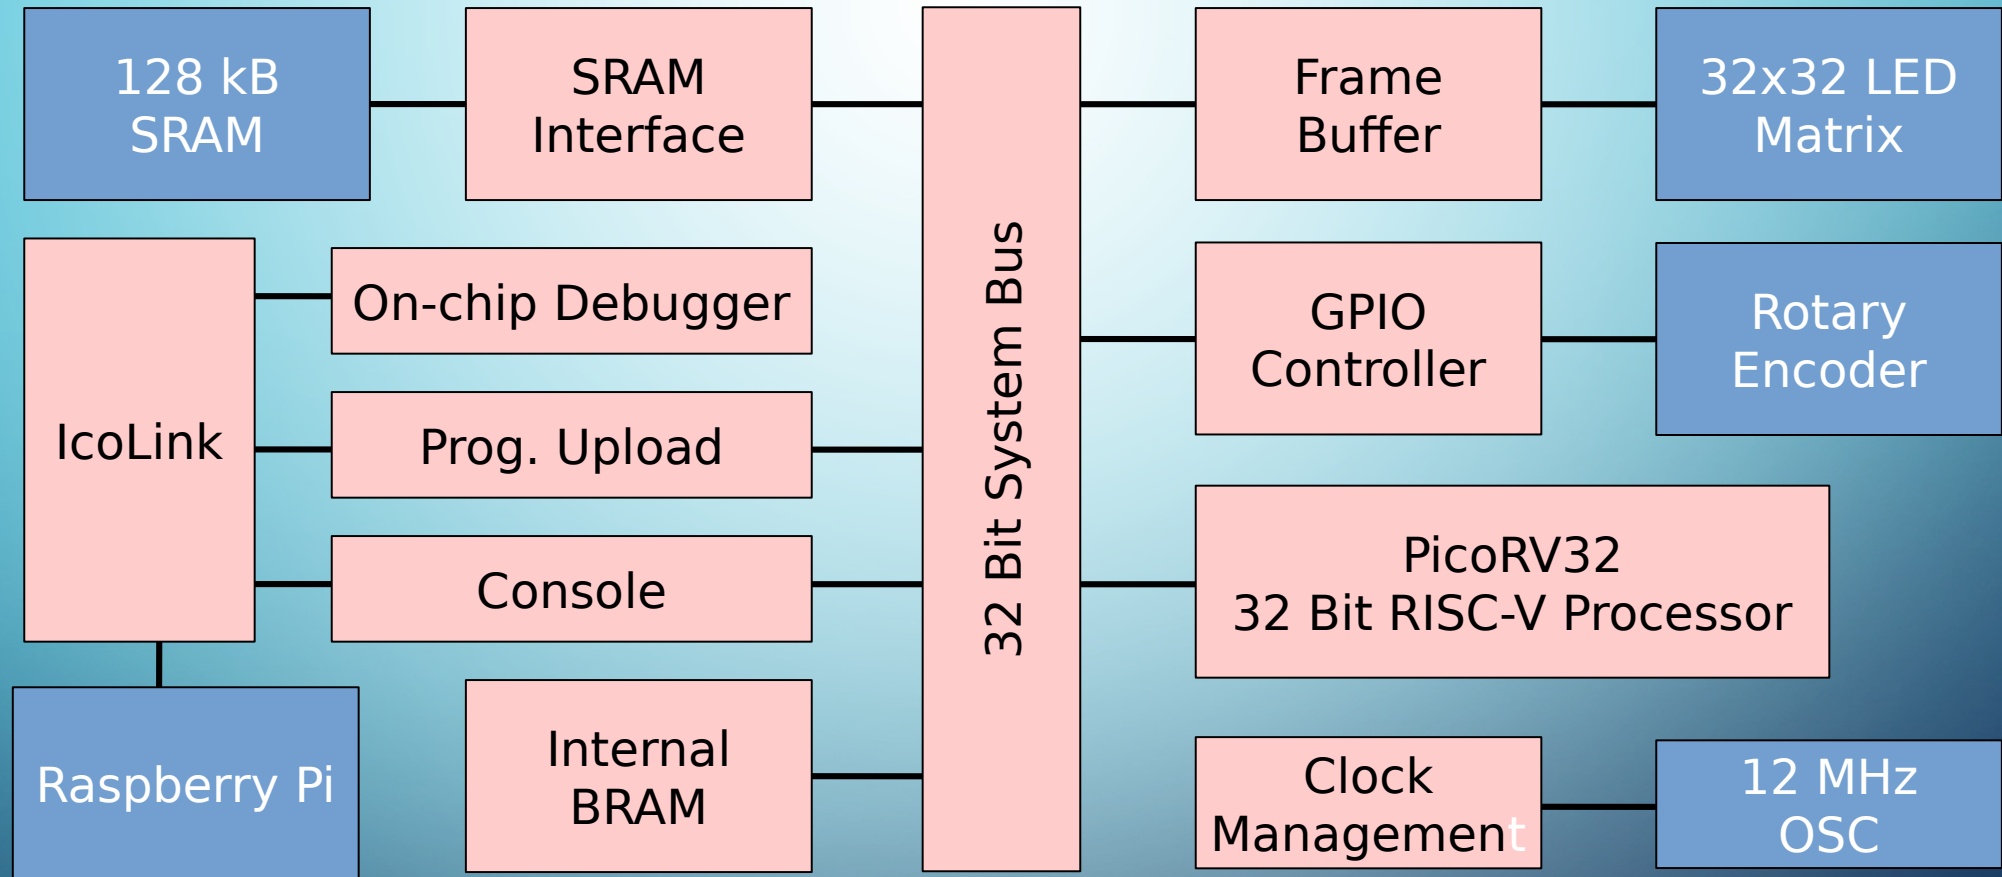 128 kB
SRAM
SRAM
Interface
Frame
Buffer
32x32 LED
Matrix
IcoLink
On-chip Debugger
Prog. Upload
Console
32 Bit System Bus
GPIO
Controller
Rotary
Encoder
PicoRV32
32 Bit RISC-V Processor
Raspberry Pi
Internal
BRAM
Clock
Management
12 MHz
OSC